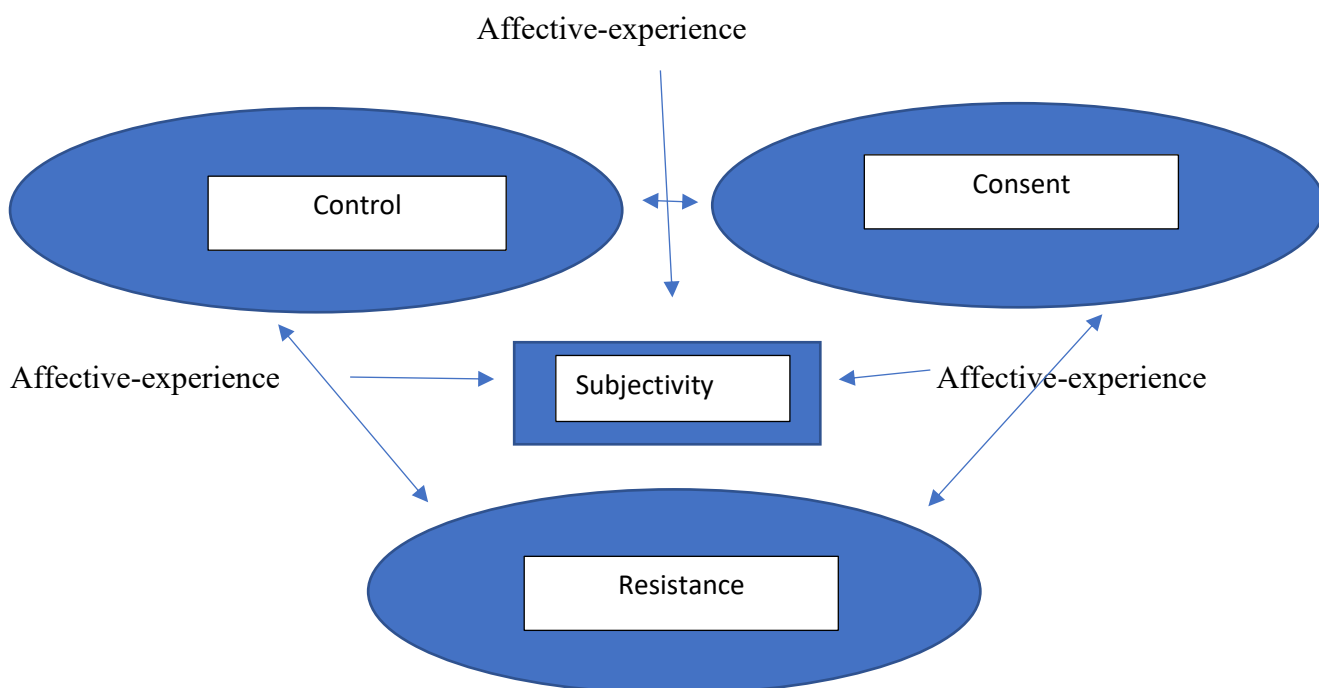 Affective-experience
Control
Consent
Affective-experience
Subjectivity
Affective-experience
Resistance